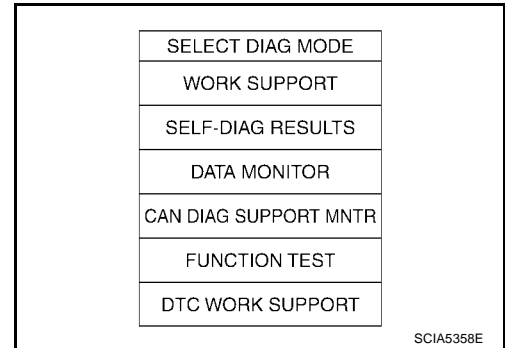 SELECT DIAG MODE
WORK SUPPORT
SELF-DIAG RESULTS
DATA MONITOR
CAN DIAG SUPPORT MNTR
FUNCTION TEST
DTC WORK SUPPORT
SCIA5358E